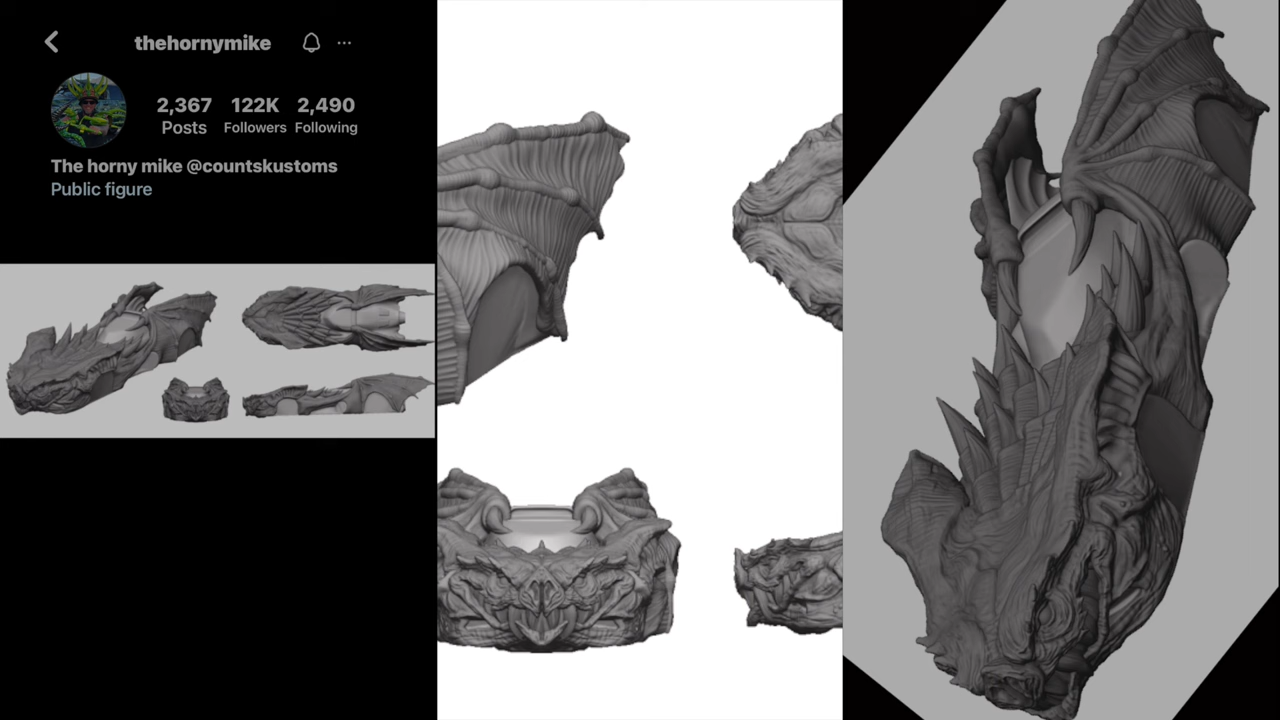 thehornymike
2,367 122K 2,490
Posts Followers Following
The horny mike @countskustoms
Public figure